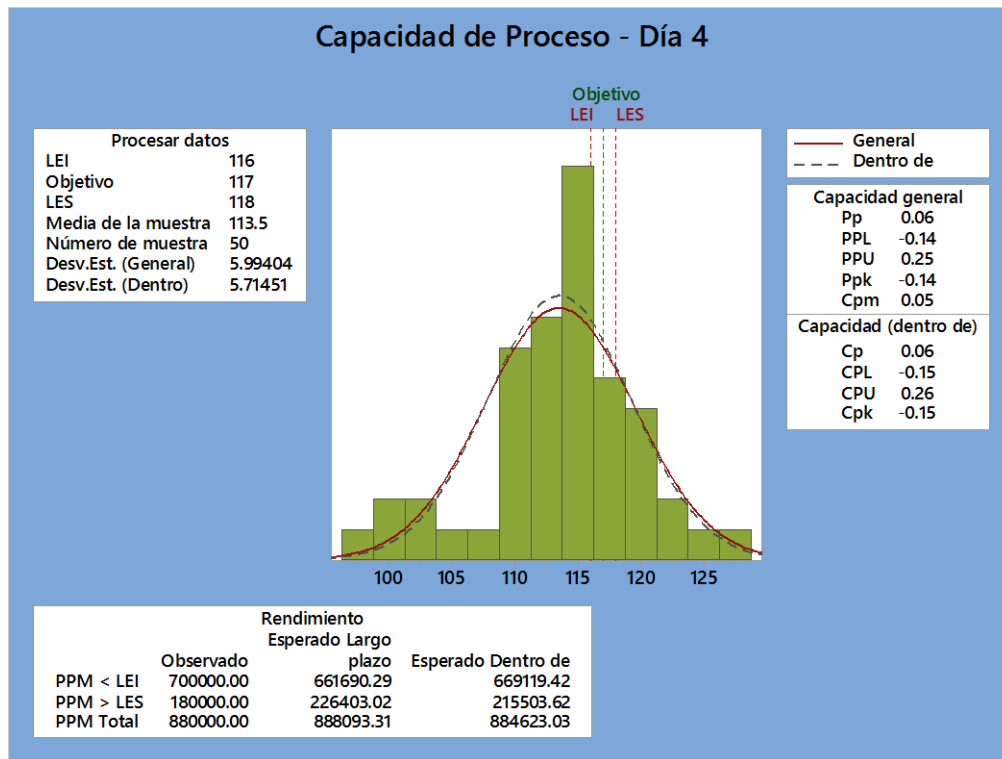 Capacidad de Proceso - Día 4
Objetivo
LEI LES
Procesar datos
LEI 116
Objetivo 117
LES 118
Media de la muestra 113.5
Número de muestra 50
Desv.Est. (General) 5.99404
Desv.Est. (Dentro) 5.71451
General
Dentro de
Capacidad general
Pp 0.06
PPL -0.14
PPU 0.25
Ppk -0.14
Cpm 0.05
Capacidad (dentro de)
Cp 0.06
CPL -0.15
CPU 0.26
Cpk -0.15
100 105 110 115 120 125
Rendimiento
Esperado Largo
Observado plazo Esperado Dentro de
PPM < LEI 700000.00 661690.29 669119.42
PPM > LES 180000.00 226403.02 215503.62
PPM Total 880000.00 888093.31 884623.03